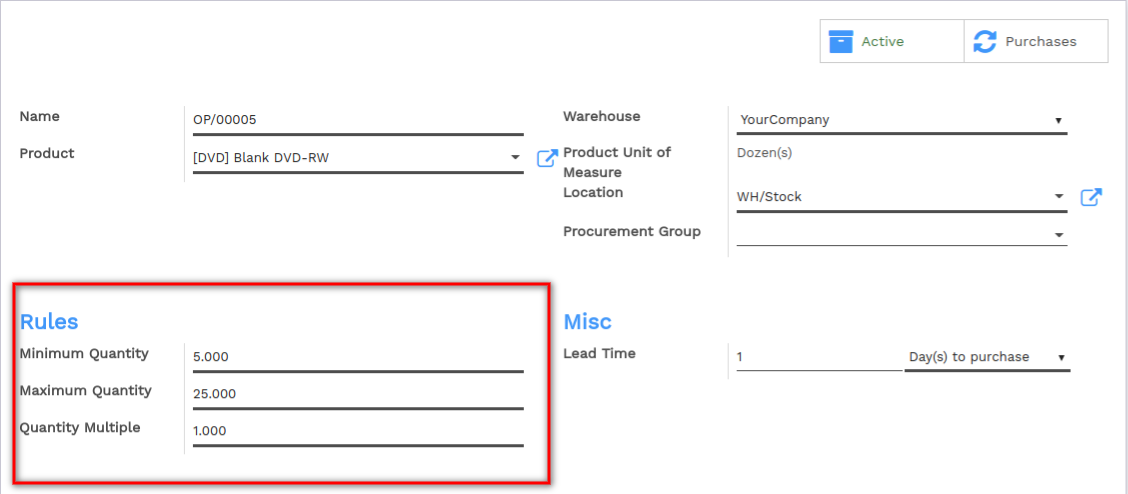 Active
Purchases
Name
OP/00005
Product
[DVD] Blank DVD-RW
Warehouse
YourCompany
Product Unit of
Measure
Dozen(s)
Location
WH/Stock
Procurement Group
Rules
Minimum Quantity
5.000
Maximum Quantity
25.000
Quantity Multiple
1.000
Misc
Lead Time
1
Day(s) to purchase